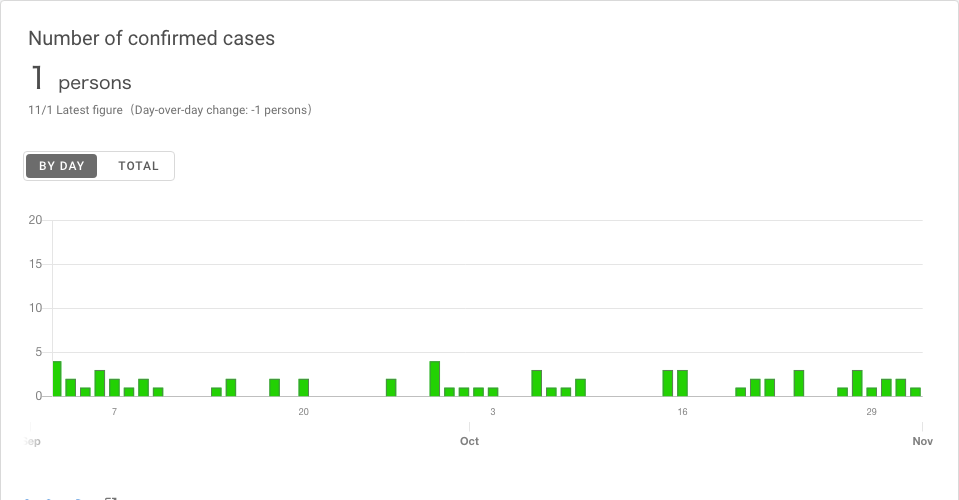 Number of confirmed cases
1 persons
11/1 Latest figure（Day-over-day change: -1 persons）
BY DAY TOTAL
20
15
10
5
0
7 20 3 16 29
Oct Nov